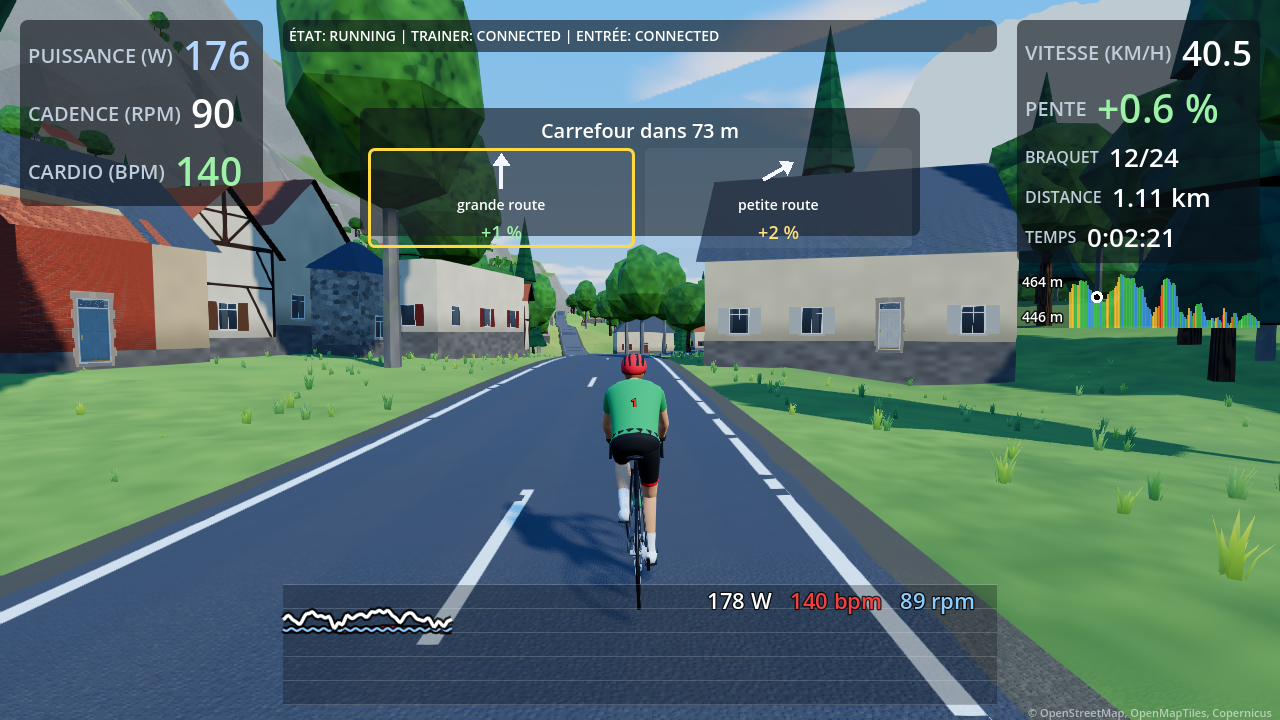 PUISSANCE (W) 176
CADENCE (RPM) 90
CARDIO (BPM) 140
ÉTAT: RUNNING | TRAINER: CONNECTED | ENTRÉE: CONNECTED
Carrefour dans 73 m
grande route
+1 %
petite route
+2 %
VITESSE (KM/H) 40.5
PENTE +0.6 %
BRAQUET 12/24
DISTANCE 1.11 km
TEMPS 0:02:21
464 m
446 m
1
178 W 140 bpm 89 rpm
© OpenStreetMap, OpenMapTiles, Copernicus